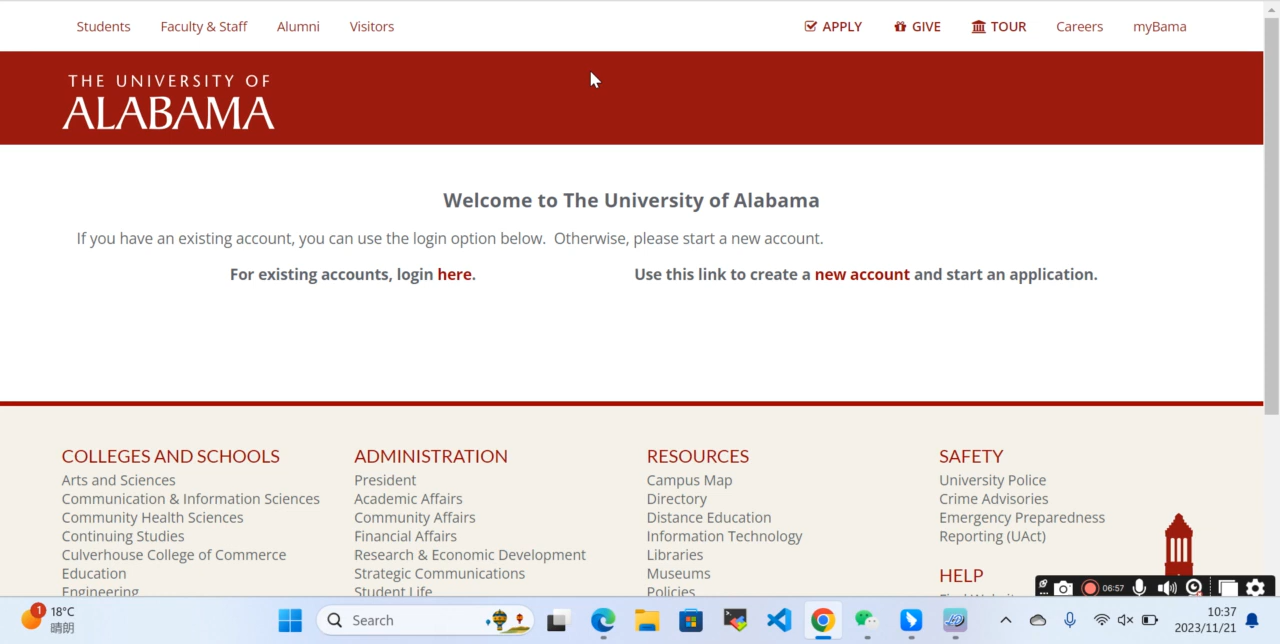 Students Faculty & Staff Alumni Visitors APPLY GIVE TOUR Careers myBama
THE UNIVERSITY OF
ALABAMA
Welcome to The University of Alabama
If you have an existing account, you can use the login option below. Otherwise, please start a new account.
For existing accounts, login here.
Use this link to create a new account and start an application.
COLLEGES AND SCHOOLS
Arts and Sciences
Communication & Information Sciences
Community Health Sciences
Continuing Studies
Culverhouse College of Commerce
Education
Engineering
ADMINISTRATION
President
Academic Affairs
Community Affairs
Financial Affairs
Research & Economic Development
Strategic Communications
Student Life
RESOURCES
Campus Map
Directory
Distance Education
Information Technology
Libraries
Museums
Policies
SAFETY
University Police
Crime Advisories
Emergency Preparedness
Reporting (UAct)
HELP
06:57
1
18°C
晴朗
Search
10:37
2023/11/21